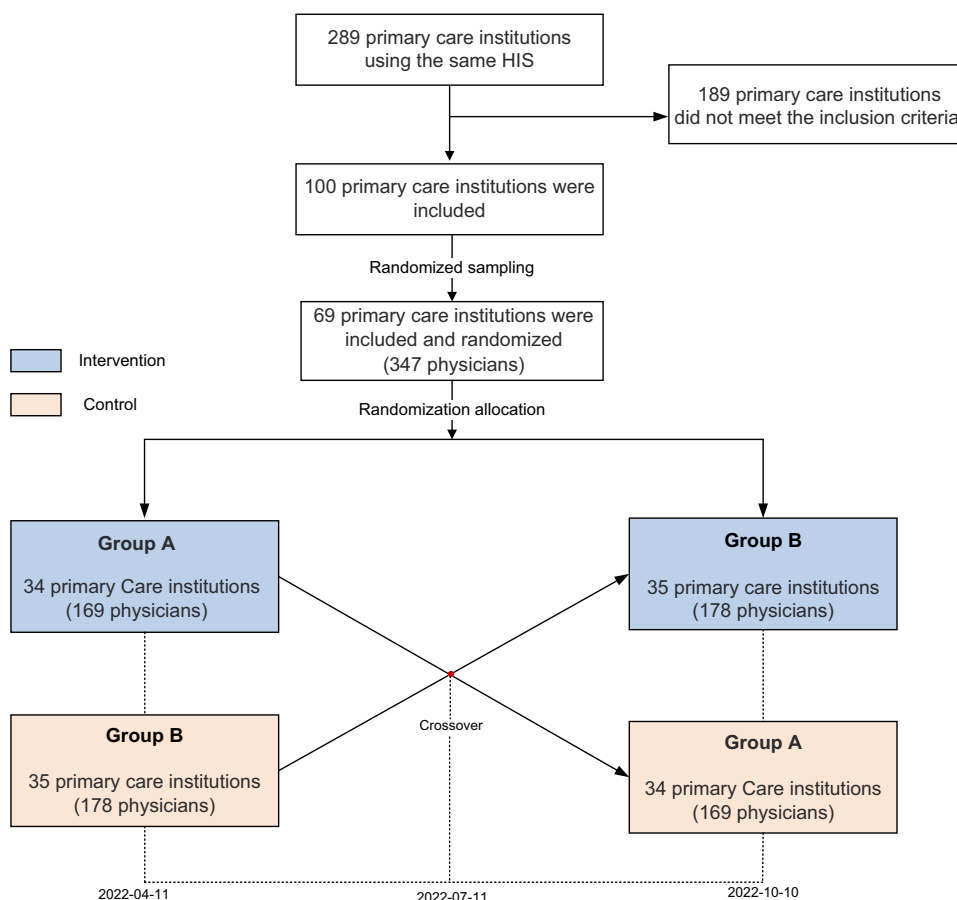 289 primary care institutions
using the same HIS
189 primary care institutions
did not meet the inclusion criteria
100 primary care institutions were
included
Randomized sampling
69 primary care institutions were
included and randomized
(347 physicians)
Intervention
Control
Randomization allocation
Group A
34 primary Care institutions
(169 physicians)
Group B
35 primary care institutions
(178 physicians)
Crossover
Group B
35 primary care institutions
(178 physicians)
Group A
34 primary Care institutions
(169 physicians)
2022-04-11
2022-07-11
2022-10-10